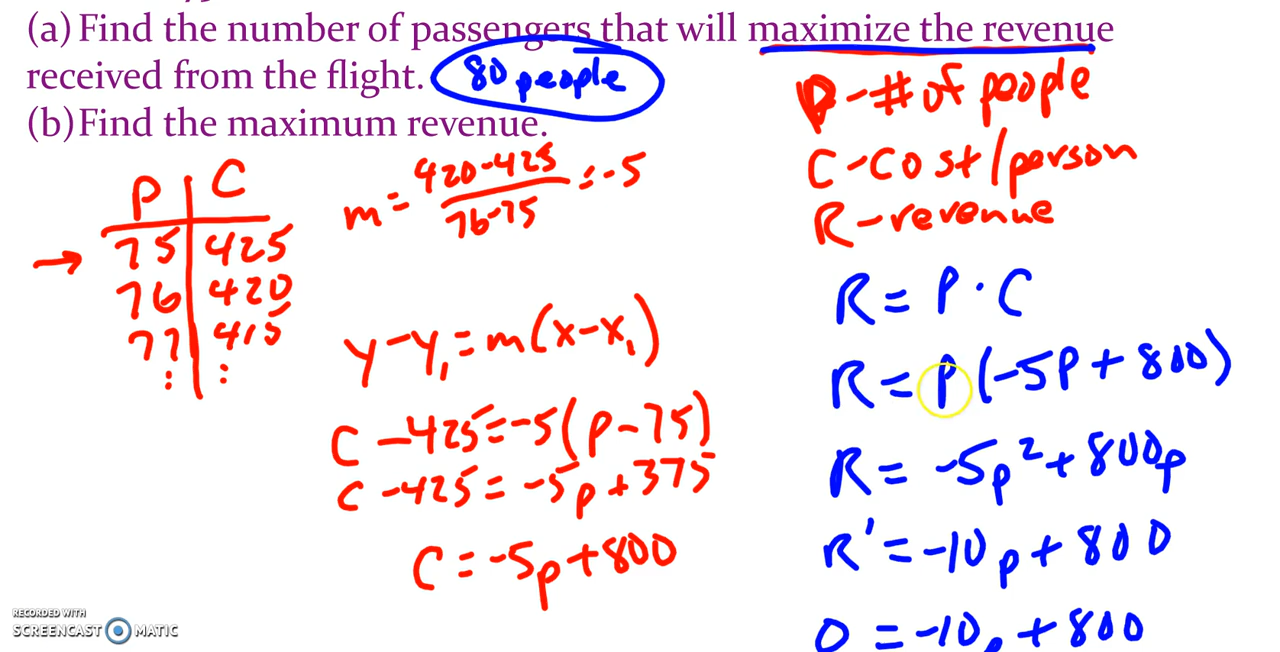 (a) Find the number of passengers that will maximize the revenue
received from the flight. 80 people
(b) Find the maximum revenue.
P - # of people
C - Cost/person
R - revenue
P | C
75 | 425
76 | 420
77 | 415
: | :
m = 420-425 / 76-75 = -5
y - y₁ = m(x - x₁)
C - 425 = -5(p - 75)
C - 425 = -5p + 375
C = -5p + 800
R = P · C
R = P(-5P + 800)
R = -5p² + 800p
R' = -10p + 800
0 = -10p + 800
RECORDED WITH
SCREENCAST MATIC